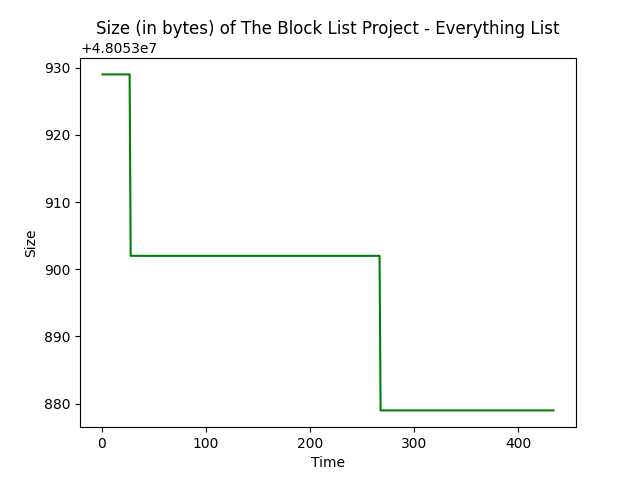 Size (in bytes) of The Block List Project - Everything List
+4.8053e7
930
920
910
900
890
880
Size
0 100 200 300 400
Time